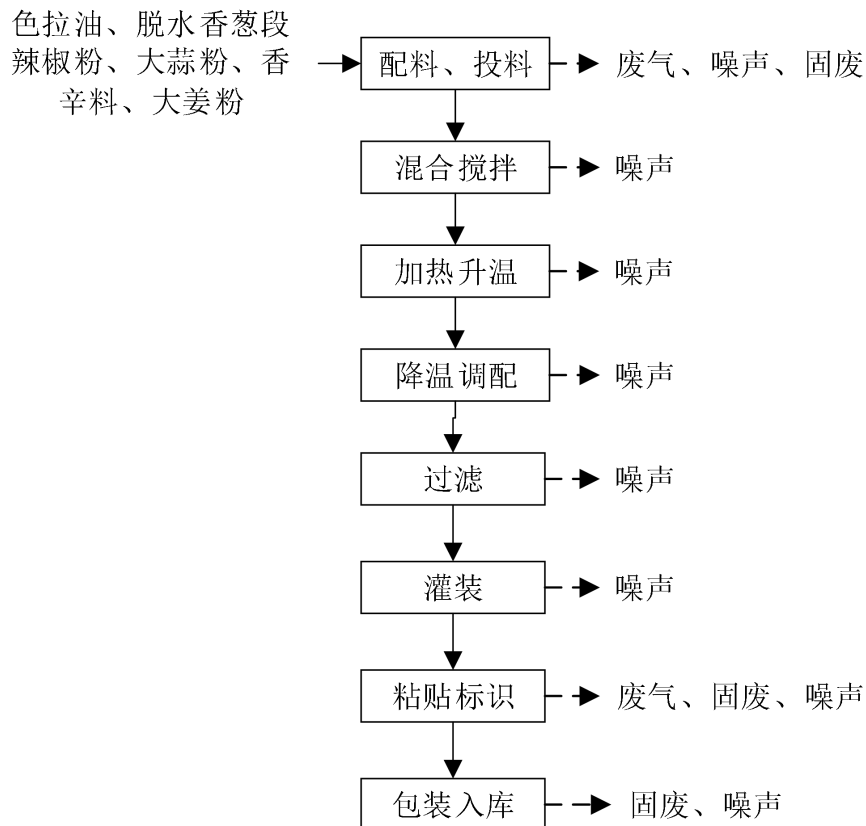 色拉油、脱水香葱段
辣椒粉、大蒜粉、香
辛料、大姜粉
配料、投料
废气、噪声、固废
混合搅拌
噪声
加热升温
噪声
降温调配
噪声
过滤
噪声
灌装
噪声
粘贴标识
废气、固废、噪声
包装入库
固废、噪声